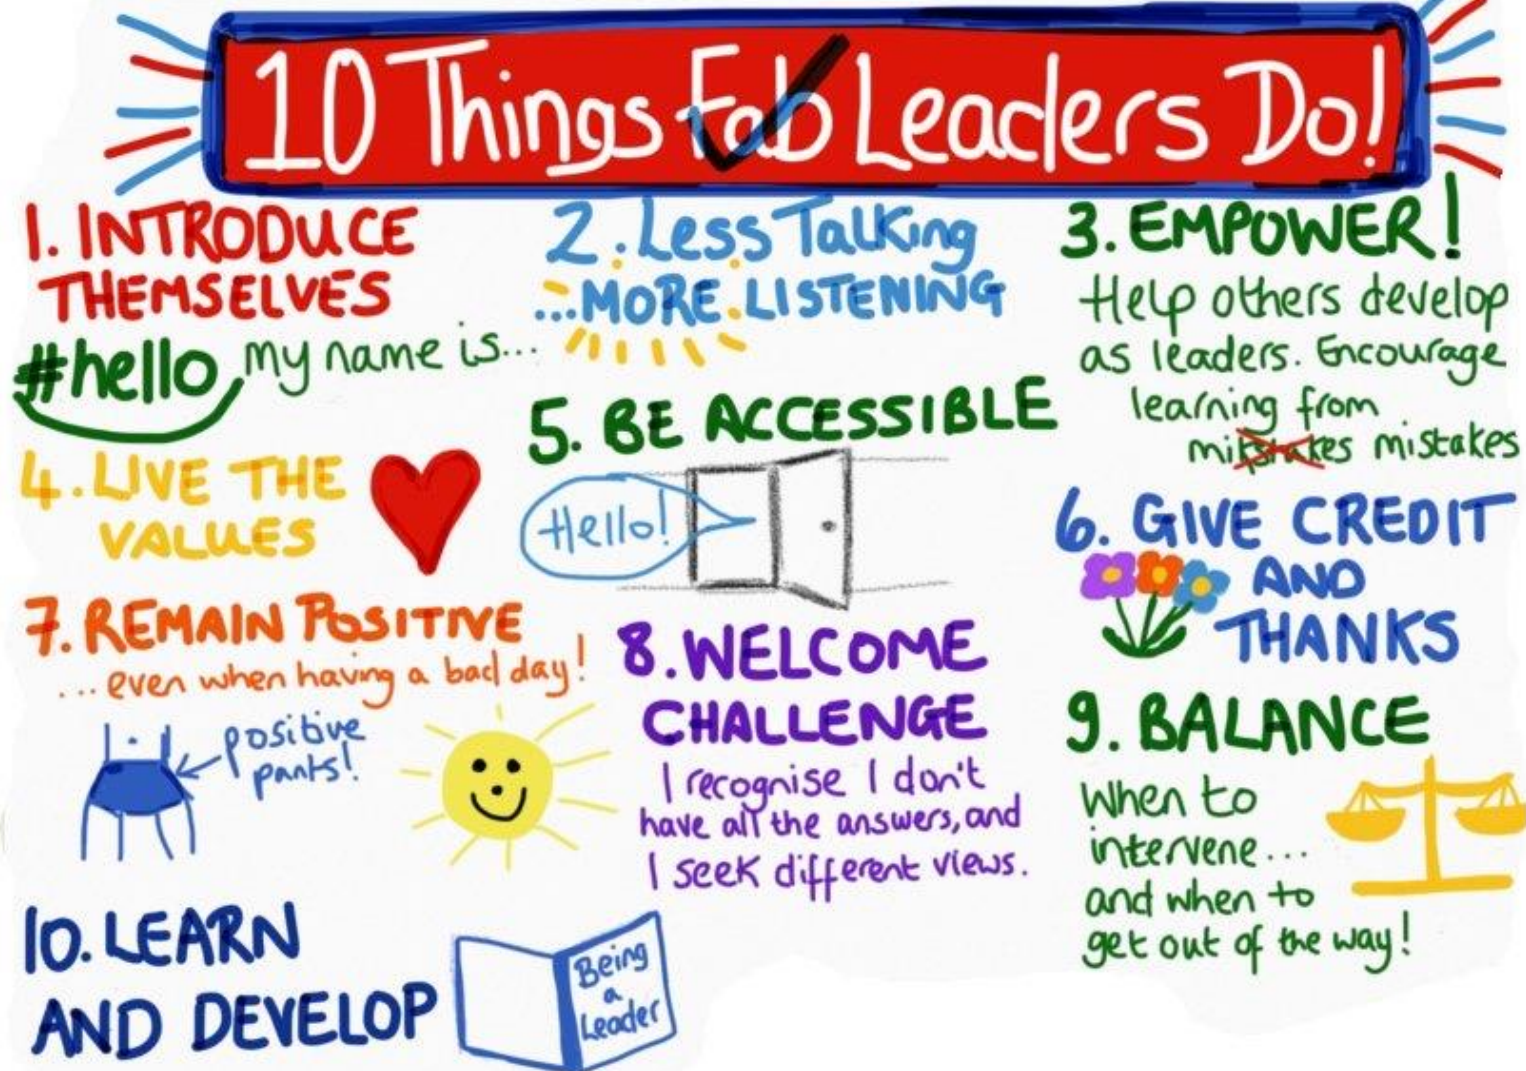 10 Things Fab Leaders Do!
1. INTRODUCE
THEMSELVES
#hello, my name is...
2. Less Talking
...MORE LISTENING
3. EMPOWER!
Help others develop
as leaders. Encourage
learning from
mistakes
4. LIVE THE
VALUES
5. BE ACCESSIBLE
Hello!
6. GIVE CREDIT
AND
THANKS
7. REMAIN POSITIVE
...even when having a bad day!
positive
pants!
8. WELCOME
CHALLENGE
I recognise I don't
have all the answers, and
I seek different views.
9. BALANCE
When to
intervene...
and when to
get out of the way!
10. LEARN
AND DEVELOP
Being
a
Leader